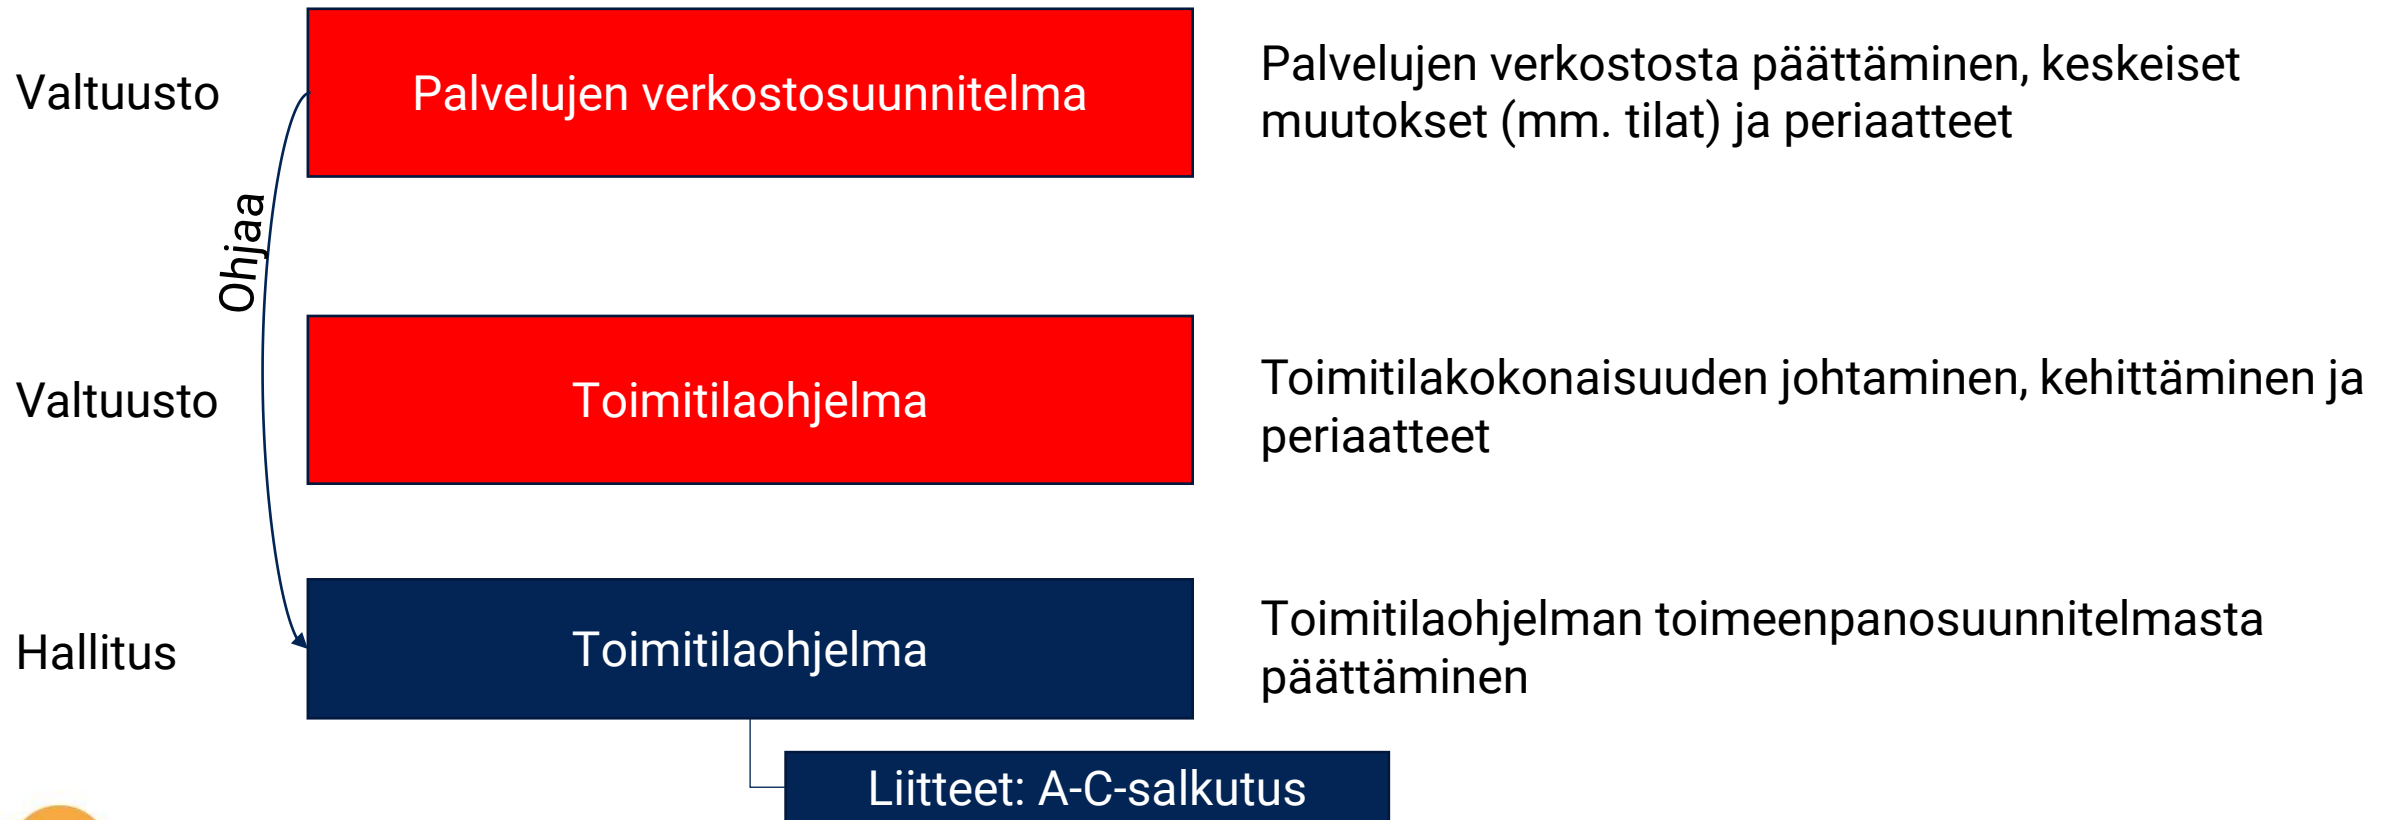 Valtuusto
Palvelujen verkostosuunnitelma
Palvelujen verkostosta päättäminen, keskeiset
muutokset (mm. tilat) ja periaatteet
Ohjaa
Valtuusto
Toimitilaohjelma
Toimitilakokonaisuuden johtaminen, kehittäminen ja
periaatteet
Hallitus
Toimitilaohjelma
Toimitilaohjelman toimeenpanosuunnitelmasta
päättäminen
Liitteet: A-C-salkutus